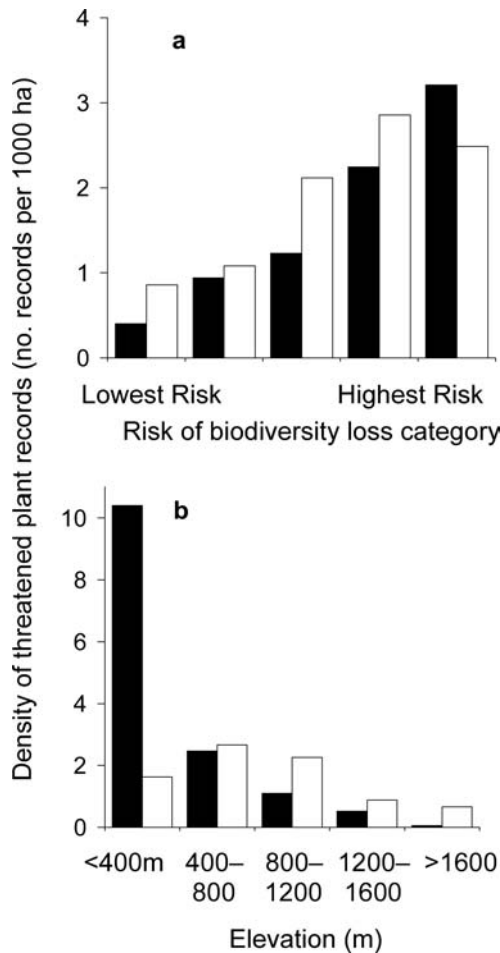 Density of threatened plant records (no. records per 1000 ha)
a
4
3
2
1
0
Lowest Risk Highest Risk
Risk of biodiversity loss category
b
10
8
6
4
2
0
<400m 400– 800– 1200– >1600
800 1200 1600
Elevation (m)